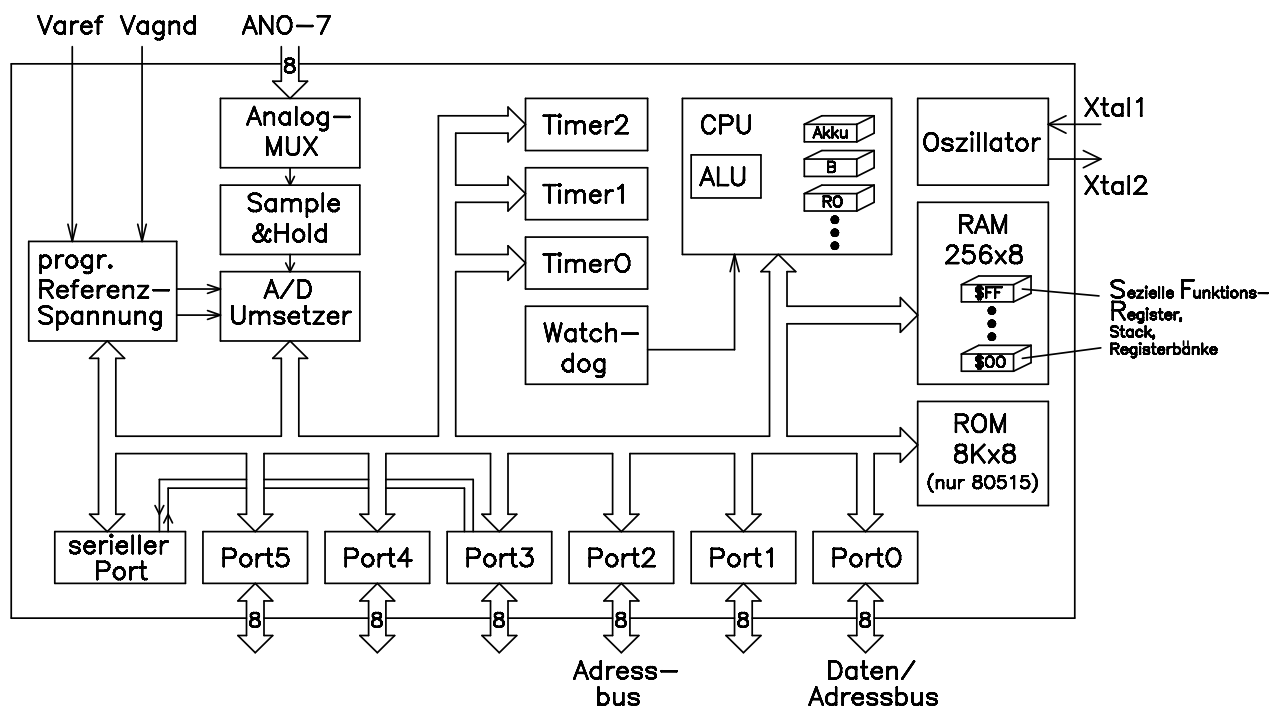 Varef Vagnd ANO-7
8
Analog-
MUX
Sample
&Hold
A/D
Umsetzer
progr.
Referenz-
Spannung
Timer2
Timer1
Timer0
Watch-
dog
CPU
ALU
Akku
B
R0
Oszillator
Xtal1
Xtal2
RAM
256x8
$FF
$00
Sezielle Funktions-
Register,
Stack,
Registerbänke
ROM
8Kx8
(nur 80515)
serieller
Port
Port5
Port4
Port3
Port2
Port1
Port0
8 8 8 8 8 8
Adress-
bus
Daten/
Adressbus